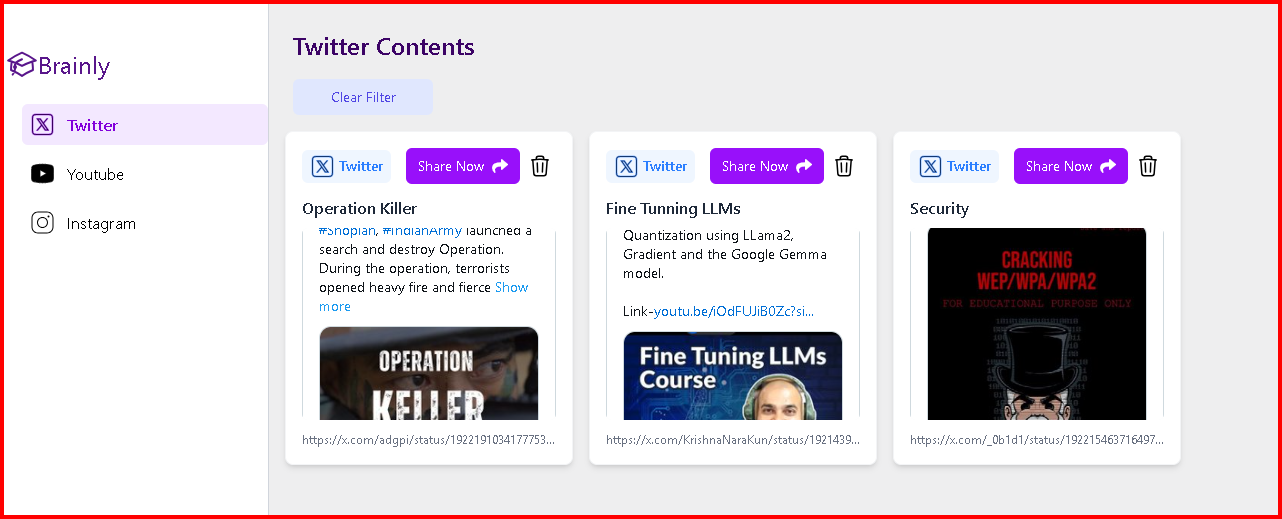 Brainly
Twitter
Youtube
Instagram
Twitter Contents
Clear Filter
Twitter
Share Now
Operation Killer
#Shopian, #IndianArmy launched a
search and destroy Operation.
During the operation, terrorists
opened heavy fire and fierce Show
more
OPERATION
KELLER
https://x.com/adgpi/status/1922191034177753...
Twitter
Share Now
Fine Tunning LLMs
Quantization using LLama2,
Gradient and the Google Gemma
model.
Link-youtu.be/iOdFUJiB0Zc?si...
Fine Tuning LLMs
Course
https://x.com/KrishnaNaraKun/status/1921439...
Twitter
Share Now
Security
CRACKING
WEP/WPA/WPA2
FOR EDUCATIONAL PURPOSE ONLY
https://x.com/_0b1d1/status/192215463716497...